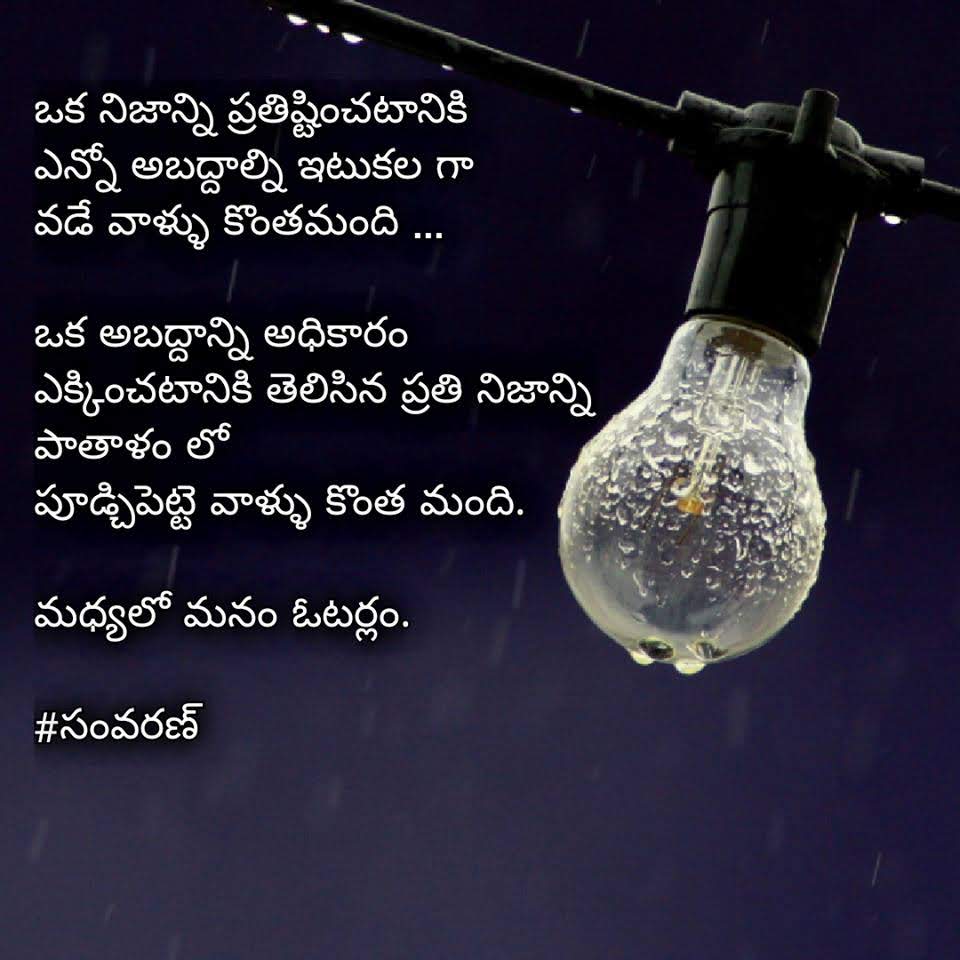 ఒక నిజాన్ని ప్రతిష్టించటానికి
ఎన్నో అబద్దాల్ని ఇటుకల గా
వడే వాళ్ళు కొంతమంది ...
ఒక అబద్దాన్ని అధికారం
ఎక్కించటానికి తెలిసిన ప్రతి నిజాన్ని
పాతాళం లో
పూడ్చిపెట్టె వాళ్ళు కొంత మంది.
మధ్యలో మనం ఓటర్లం.
#సంవరణ్